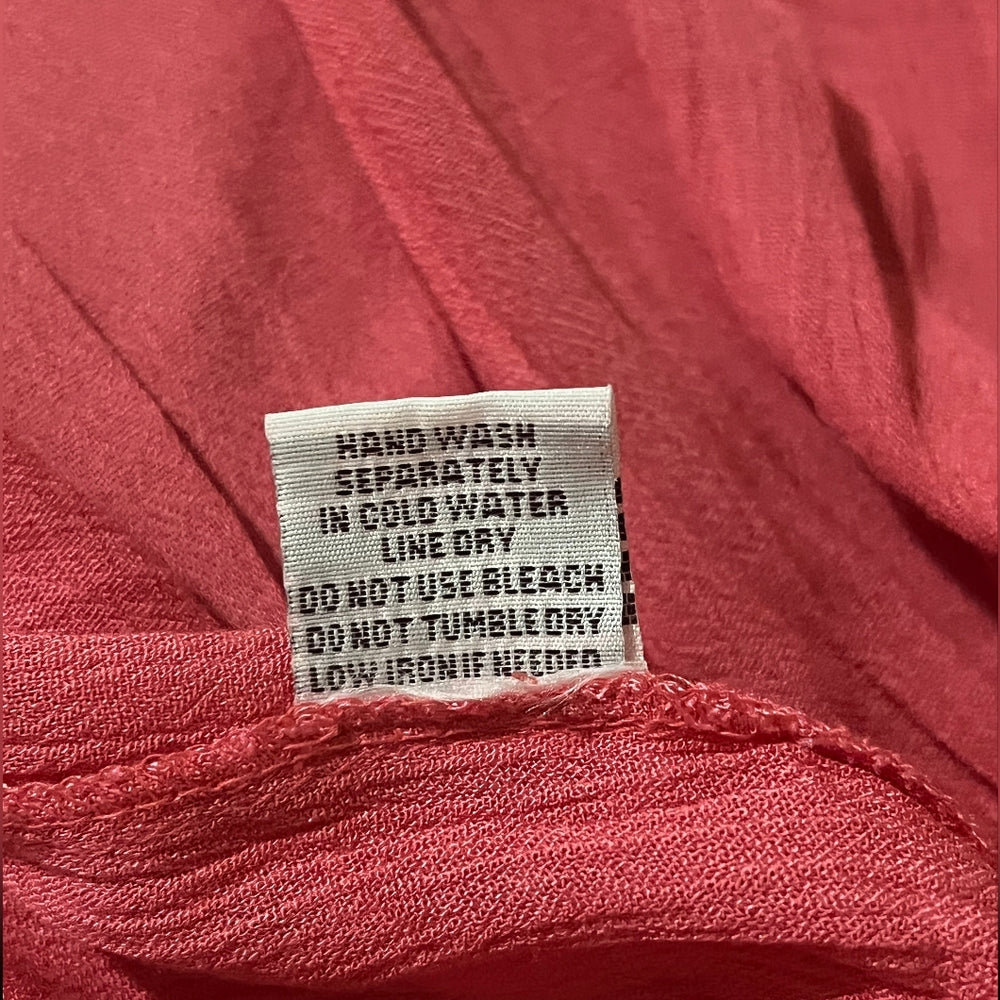 HAND WASH
SEPARATELY
IN COLD WATER
LINE DRY
DO NOT USE BLEACH
DO NOT TUMBLE DRY
LOW IRON IF NEEDED